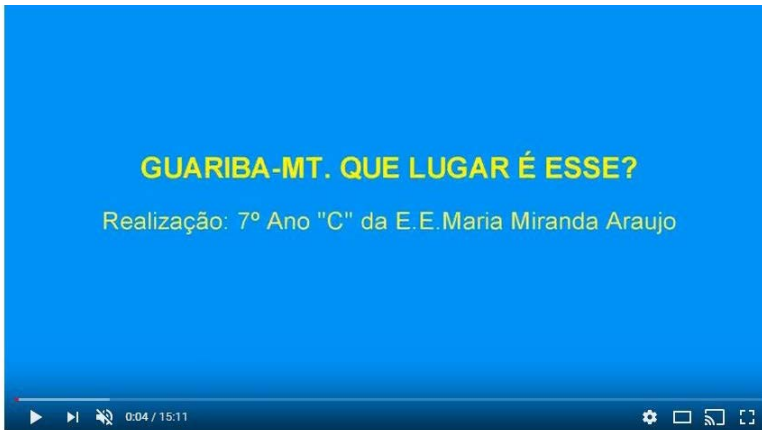 GUARIBA-MT. QUE LUGAR É ESSE?
Realização: 7º Ano "C" da E.E.Maria Miranda Araujo
0:04 / 15:11